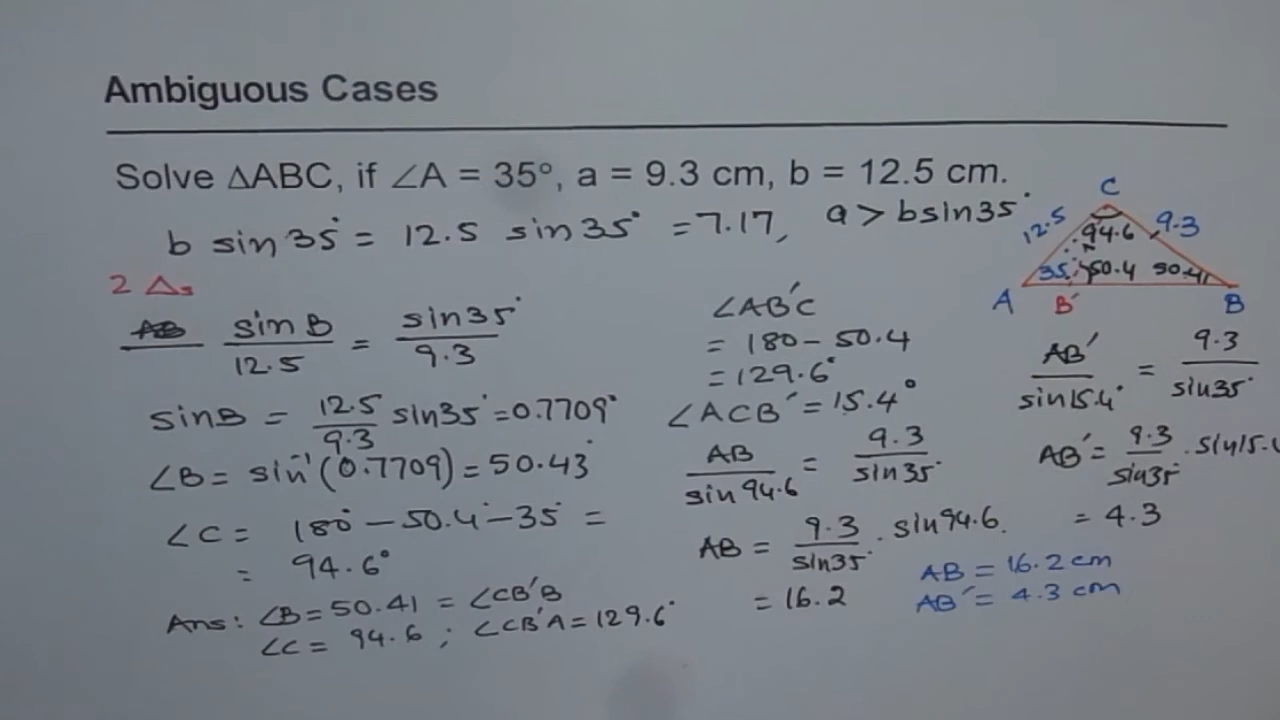 Ambiguous Cases
Solve ΔABC, if ∠A = 35°, a = 9.3 cm, b = 12.5 cm.
b sin 35° = 12.5 sin 35° = 7.17, a > b sin 35°
2 Δs
sin B / 12.5 = sin 35° / 9.3
sin B = 12.5 / 9.3 sin 35° = 0.7709°
∠B = sin⁻¹(0.7709) = 50.43°
∠C = 180° − 50.4° − 35° =
= 94.6°
Ans: ∠B = 50.41 = ∠CB'B
∠C = 94.6 ; ∠CB'A = 129.6°
∠AB'C
= 180 − 50.4
= 129.6°
∠ACB' = 15.4°
AB / sin 94.6 = 9.3 / sin 35°
AB = 9.3 / sin 35° . sin 94.6.
= 16.2
C
12.5
9.3
94.6
35
50.4
50.41
A
B'
B
AB' / sin 15.4° = 9.3 / sin 35°
AB' = 9.3 / sin 35° . sin 15.
= 4.3
AB = 16.2 cm
AB' = 4.3 cm